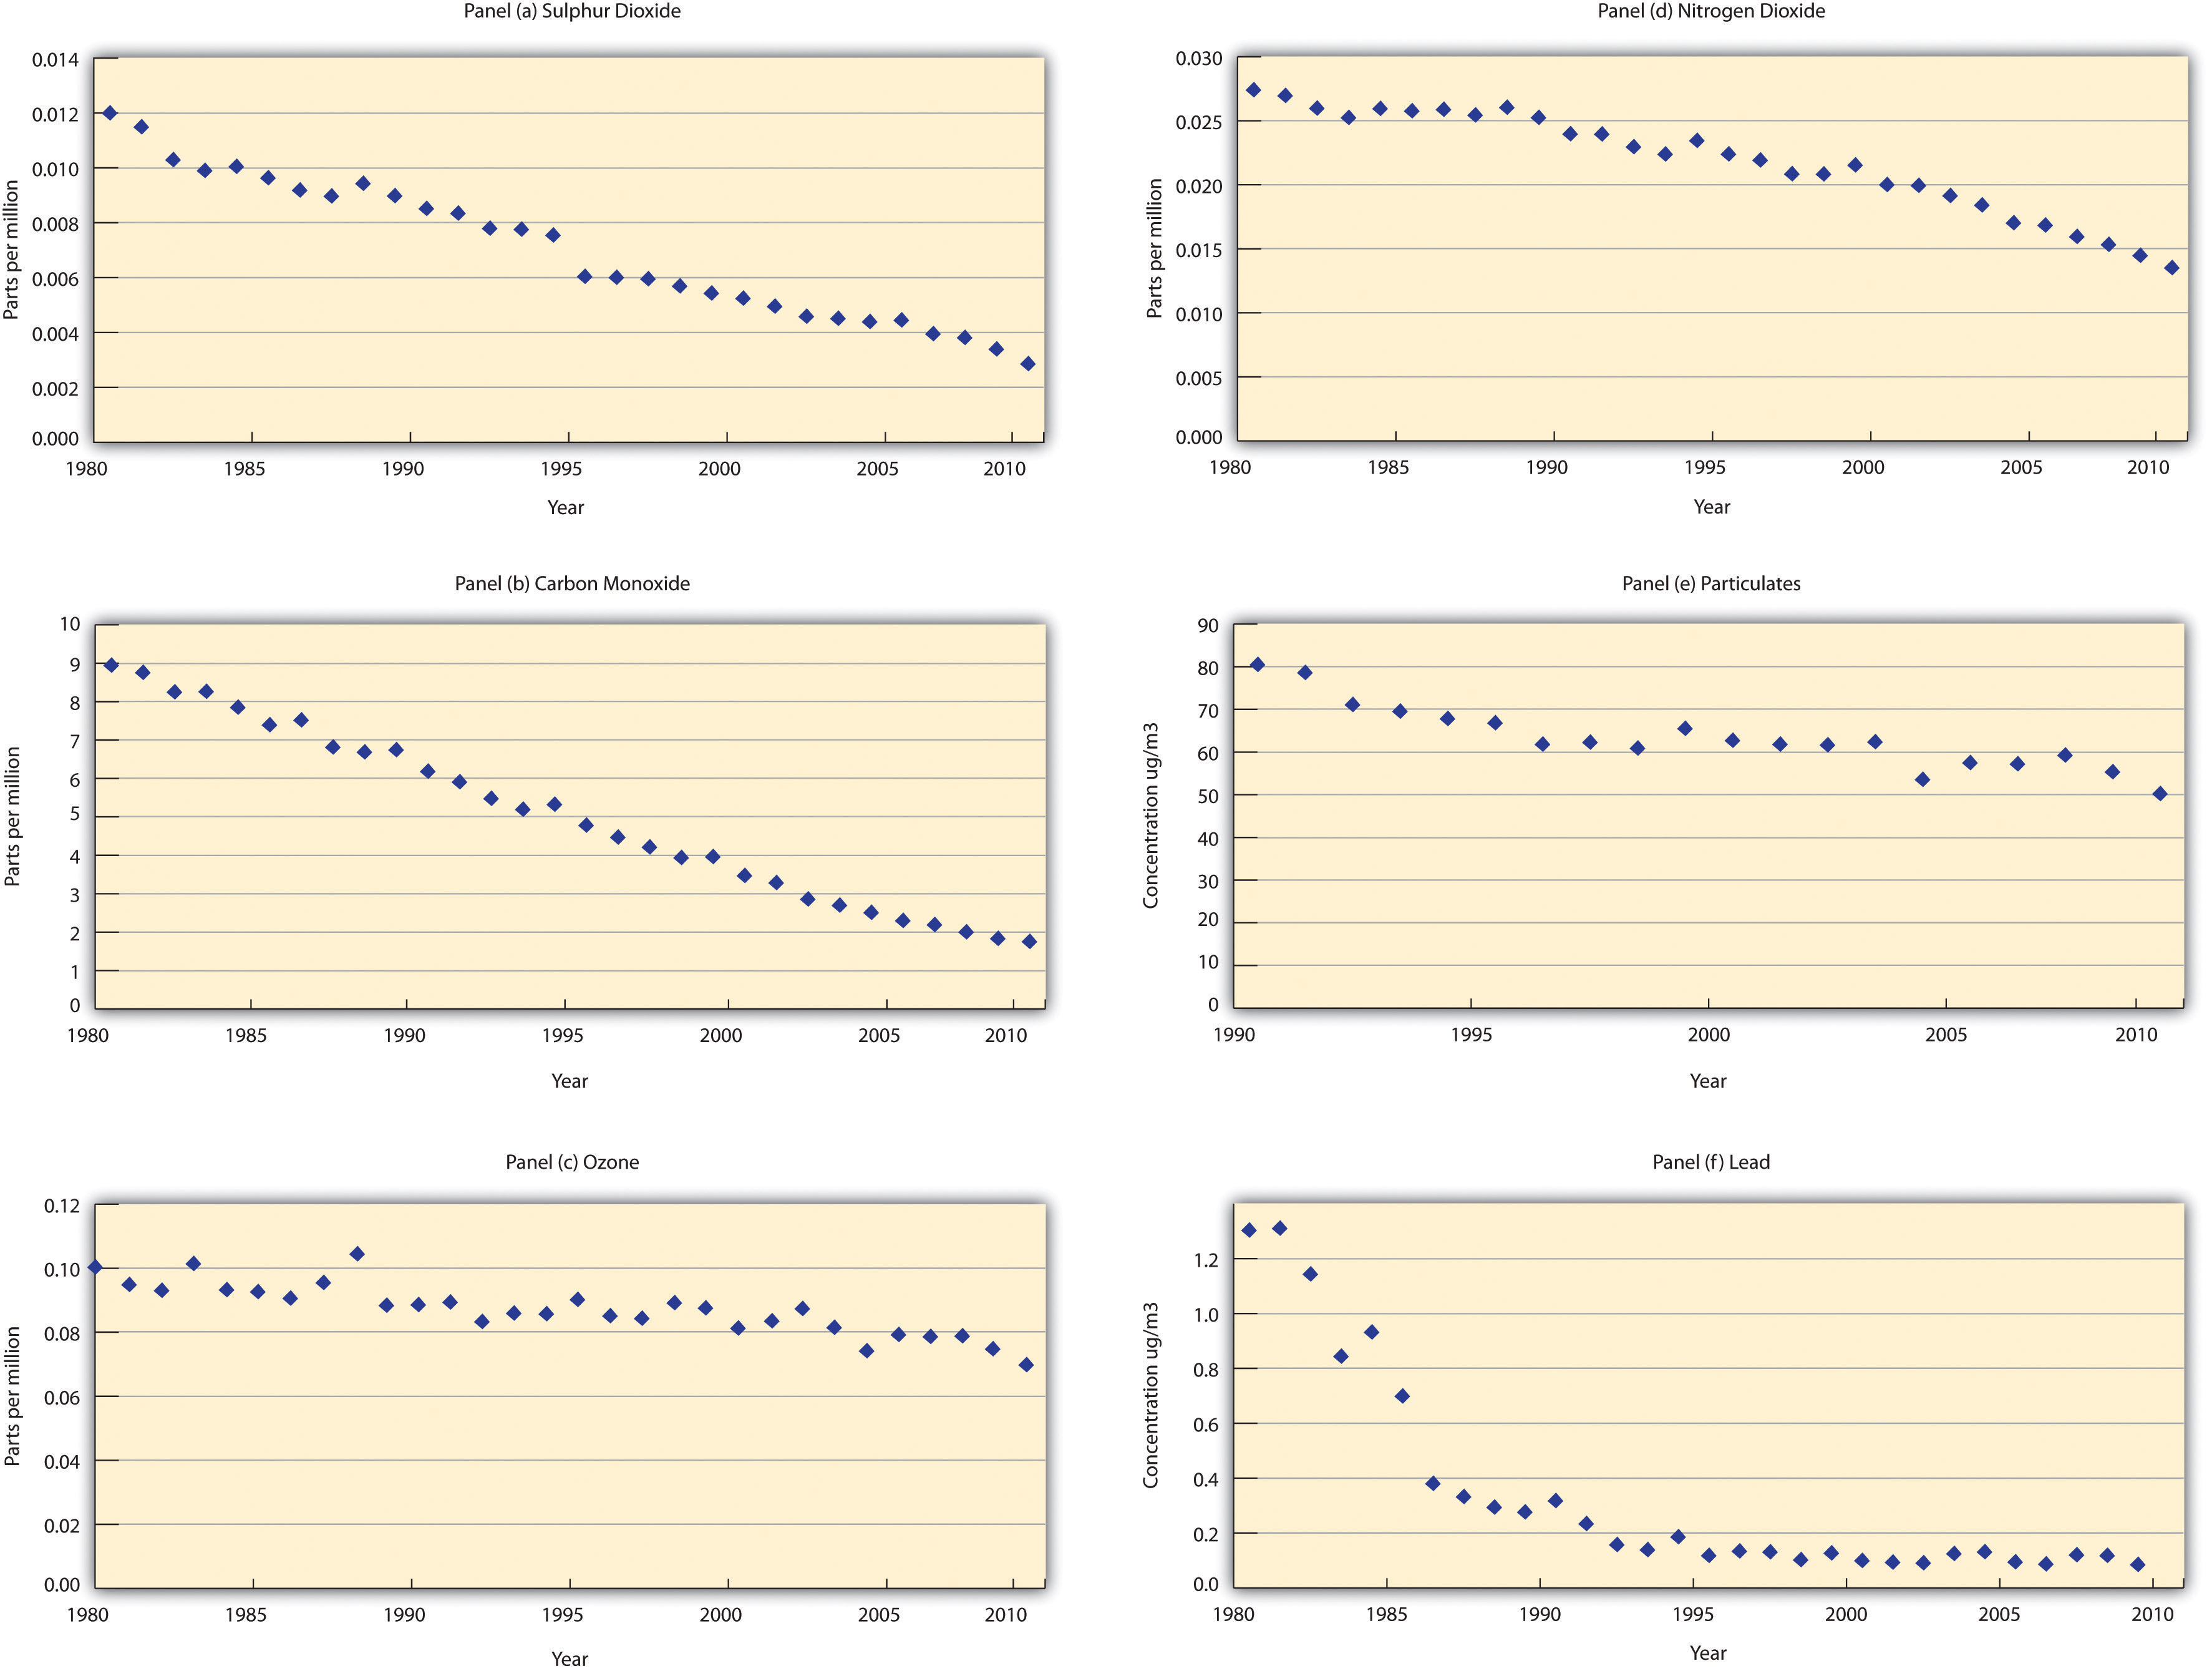 Panel (a) Sulphur Dioxide
Parts per million
0.014
0.012
0.010
0.008
0.006
0.004
0.002
0.000
1980 1985 1990 1995 2000 2005 2010
Year
Panel (d) Nitrogen Dioxide
Parts per million
0.030
0.025
0.020
0.015
0.010
0.005
0.000
1980 1985 1990 1995 2000 2005 2010
Year
Panel (b) Carbon Monoxide
Parts per million
10
9
8
7
6
5
4
3
2
1
0
1980 1985 1990 1995 2000 2005 2010
Year
Panel (e) Particulates
Concentration ug/m3
90
80
70
60
50
40
30
20
10
0
1990 1995 2000 2005 2010
Year
Panel (c) Ozone
Parts per million
0.12
0.10
0.08
0.06
0.04
0.02
0.00
1980 1985 1990 1995 2000 2005 2010
Year
Panel (f) Lead
Concentration ug/m3
1.2
1.0
0.8
0.6
0.4
0.2
0.0
1980 1985 1990 1995 2000 2005 2010
Year